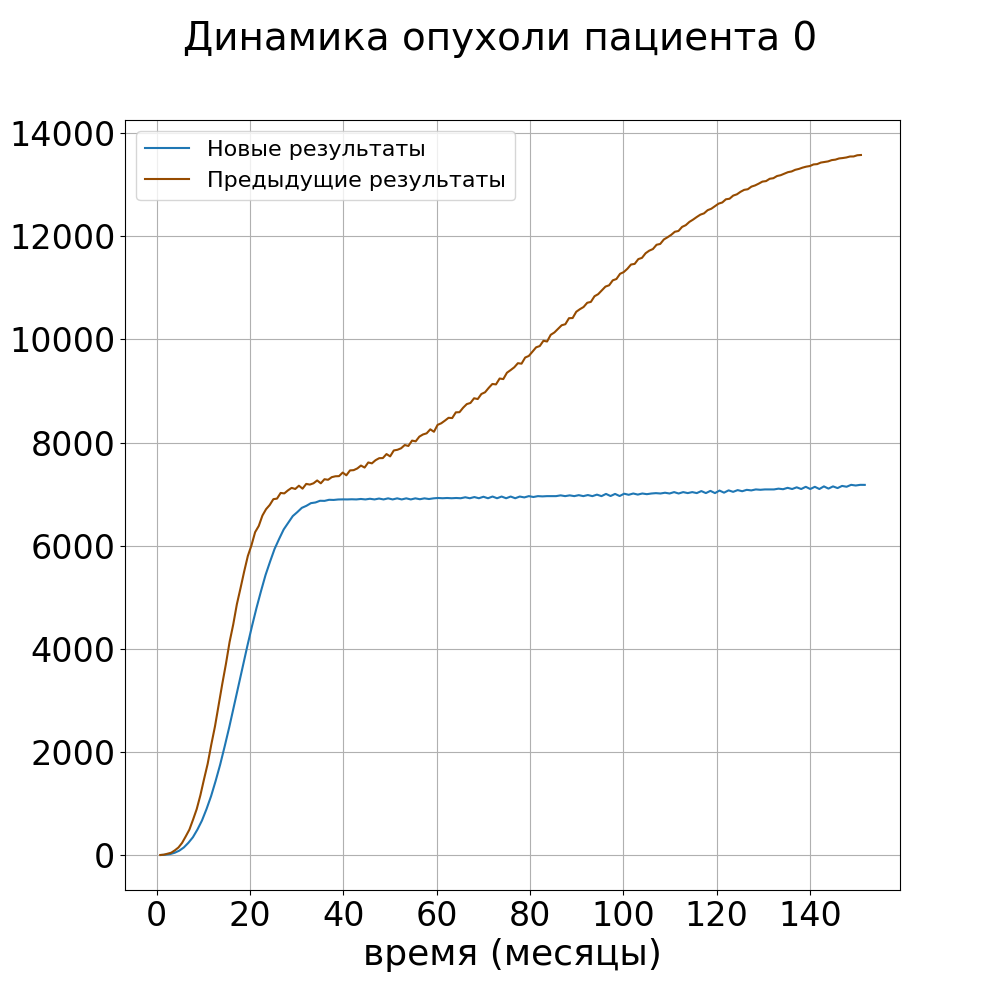 Динамика опухоли пациента 0
Новые результаты
Предыдущие результаты
14000
12000
10000
8000
6000
4000
2000
0
0 20 40 60 80 100 120 140
время (месяцы)